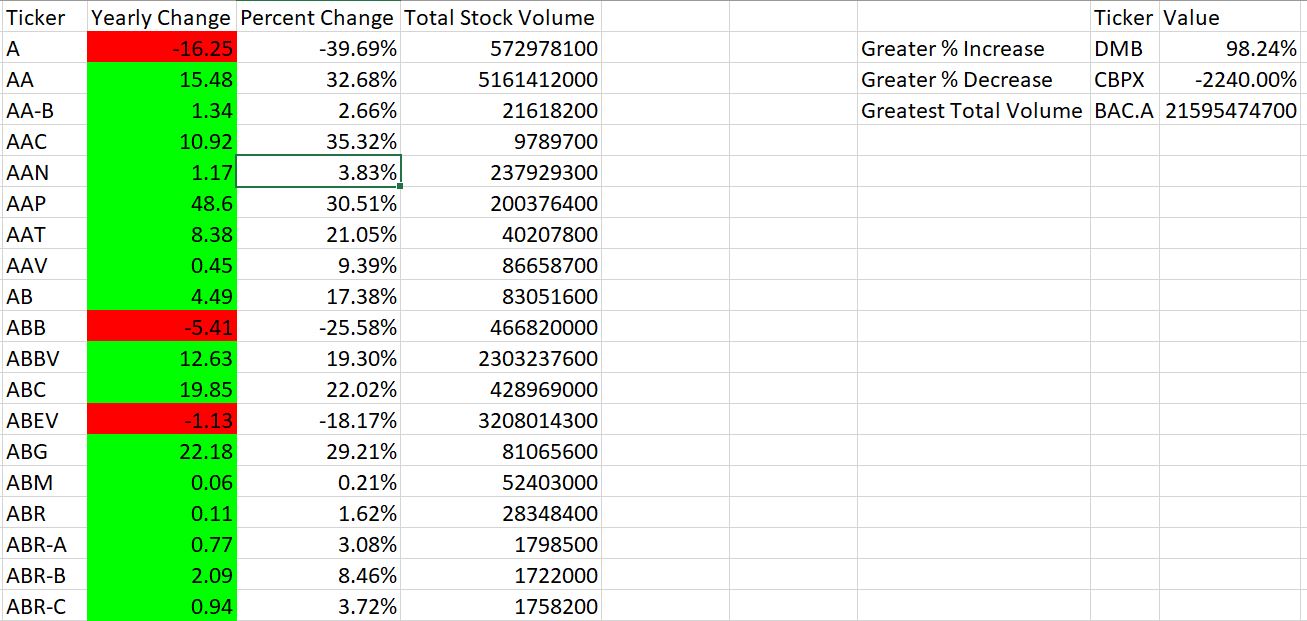 Ticker Yearly Change Percent Change Total Stock Volume Ticker Value
A -16.25 -39.69% 572978100 Greater % Increase DMB 98.24%
AA 15.48 32.68% 5161412000 Greater % Decrease CBPX -2240.00%
AA-B 1.34 2.66% 21618200 Greatest Total Volume BAC.A 21595474700
AAC 10.92 35.32% 9789700
AAN 1.17 3.83% 237929300
AAP 48.6 30.51% 200376400
AAT 8.38 21.05% 40207800
AAV 0.45 9.39% 86658700
AB 4.49 17.38% 83051600
ABB -5.41 -25.58% 466820000
ABBV 12.63 19.30% 2303237600
ABC 19.85 22.02% 428969000
ABEV -1.13 -18.17% 3208014300
ABG 22.18 29.21% 81065600
ABM 0.06 0.21% 52403000
ABR 0.11 1.62% 28348400
ABR-A 0.77 3.08% 1798500
ABR-B 2.09 8.46% 1722000
ABR-C 0.94 3.72% 1758200